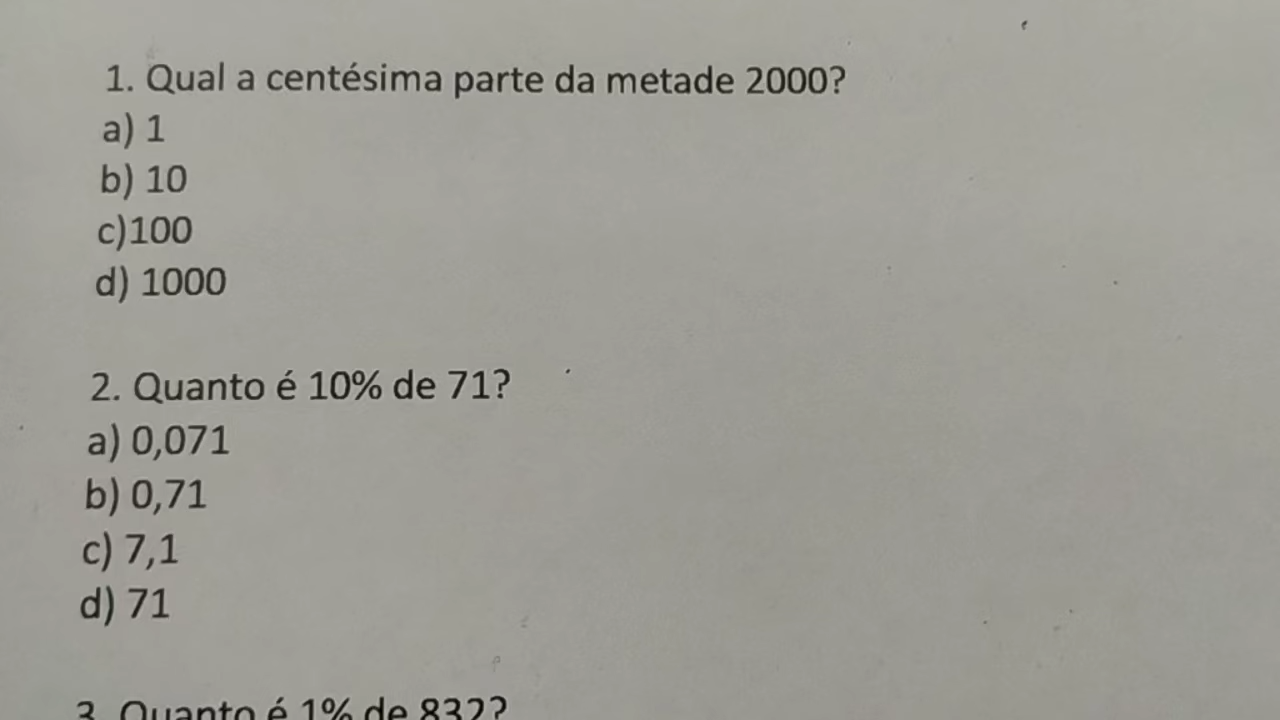 1. Qual a centésima parte da metade 2000?
a) 1
b) 10
c)100
d) 1000
2. Quanto é 10% de 71?
a) 0,071
b) 0,71
c) 7,1
d) 71
3. Quanto é 1% de 832?